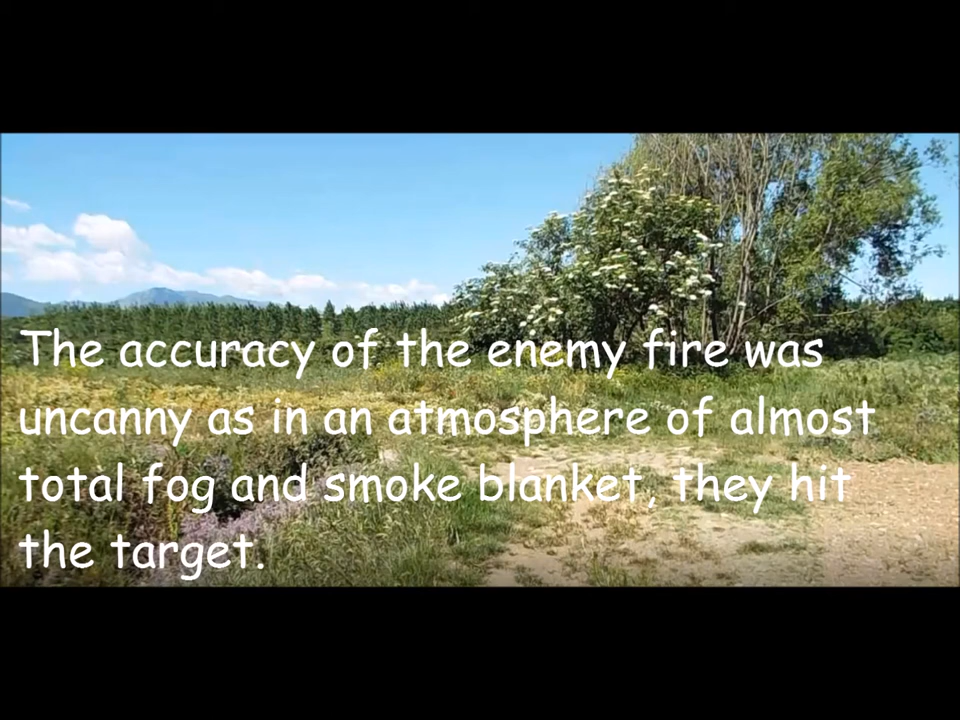 The accuracy of the enemy fire was
uncanny as in an atmosphere of almost
total fog and smoke blanket, they hit
the target.